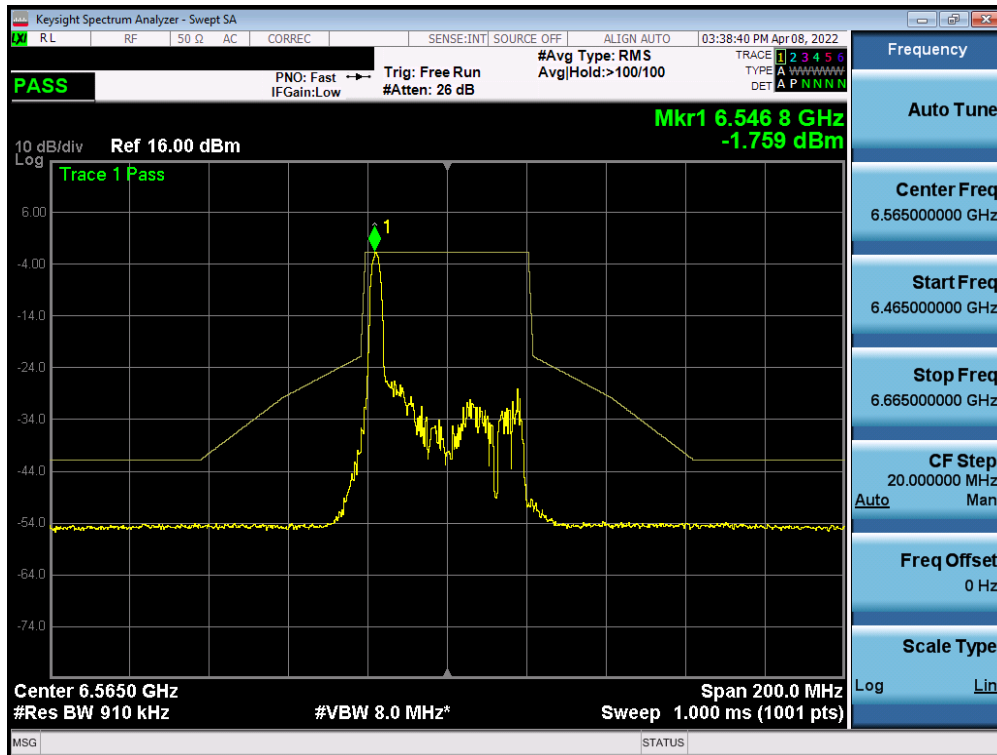 Keysight Spectrum Analyzer - Swept SA
LXI RL RF 50 Ω AC CORREC SENSE:INT SOURCE OFF ALIGN AUTO 03:38:40 PM Apr 08, 2022
PASS
PNO: Fast
IFGain:Low
Trig: Free Run
#Atten: 26 dB
#Avg Type: RMS
Avg|Hold:>100/100
TRACE 1 2 3 4 5 6
TYPE A WWWWW
DET A P N N N N
Mkr1 6.546 8 GHz
-1.759 dBm
10 dB/div Ref 16.00 dBm
Log
Trace 1 Pass
1
6.00
-4.00
-14.0
-24.0
-34.0
-44.0
-54.0
-64.0
-74.0
Center 6.5650 GHz Span 200.0 MHz
#Res BW 910 kHz #VBW 8.0 MHz* Sweep 1.000 ms (1001 pts)
MSG STATUS
Frequency
Auto Tune
Center Freq
6.565000000 GHz
Start Freq
6.465000000 GHz
Stop Freq
6.665000000 GHz
CF Step
20.000000 MHz
Auto Man
Freq Offset
0 Hz
Scale Type
Log Lin